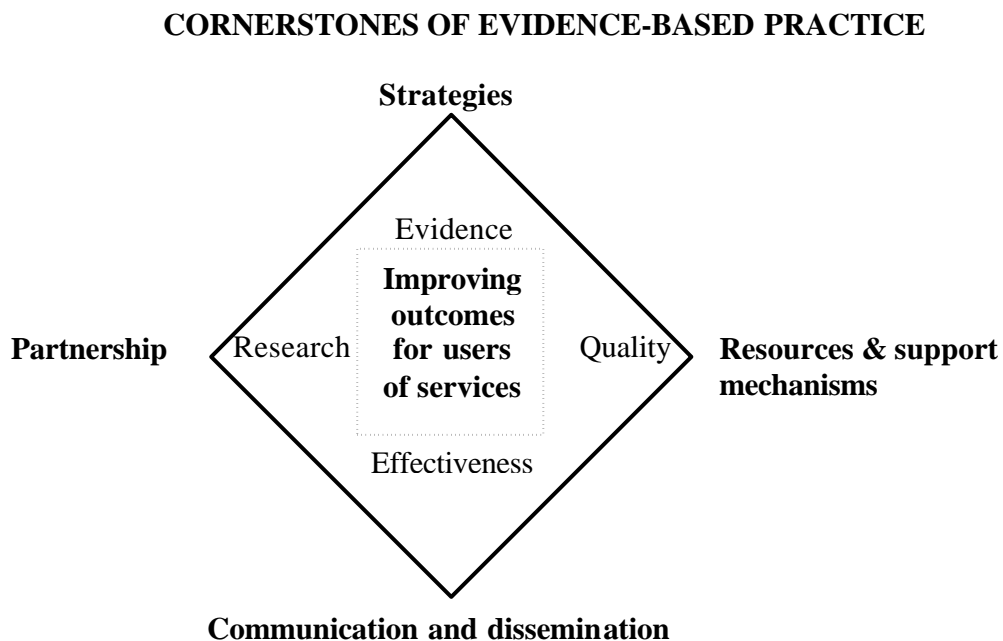 CORNERSTONES OF EVIDENCE-BASED PRACTICE
Strategies
Evidence
Improving
outcomes
for users
of services
Partnership
Research
Quality
Resources & support
mechanisms
Effectiveness
Communication and dissemination